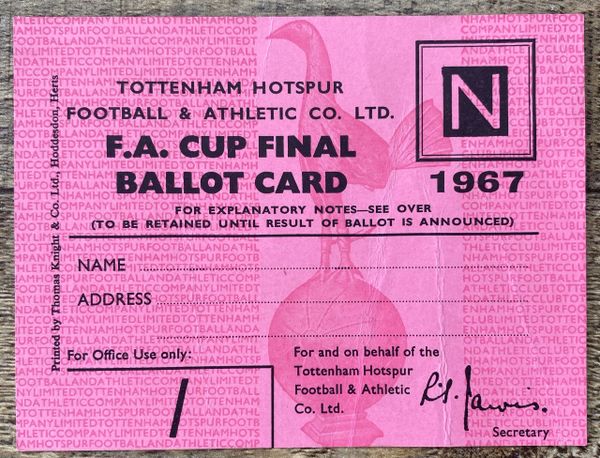 TOTTENHAM HOTSPUR
FOOTBALL & ATHLETIC CO. LTD.
F.A. CUP FINAL
BALLOT CARD
N
1967
FOR EXPLANATORY NOTES—SEE OVER
(TO BE RETAINED UNTIL RESULT OF BALLOT IS ANNOUNCED)
NAME
ADDRESS
For Office Use only:
/
For and on behalf of the
Tottenham Hotspur
Football & Athletic
Co. Ltd.
Secretary
Printed by Thomas Knight & Co. Ltd., Hoddesdon, Herts